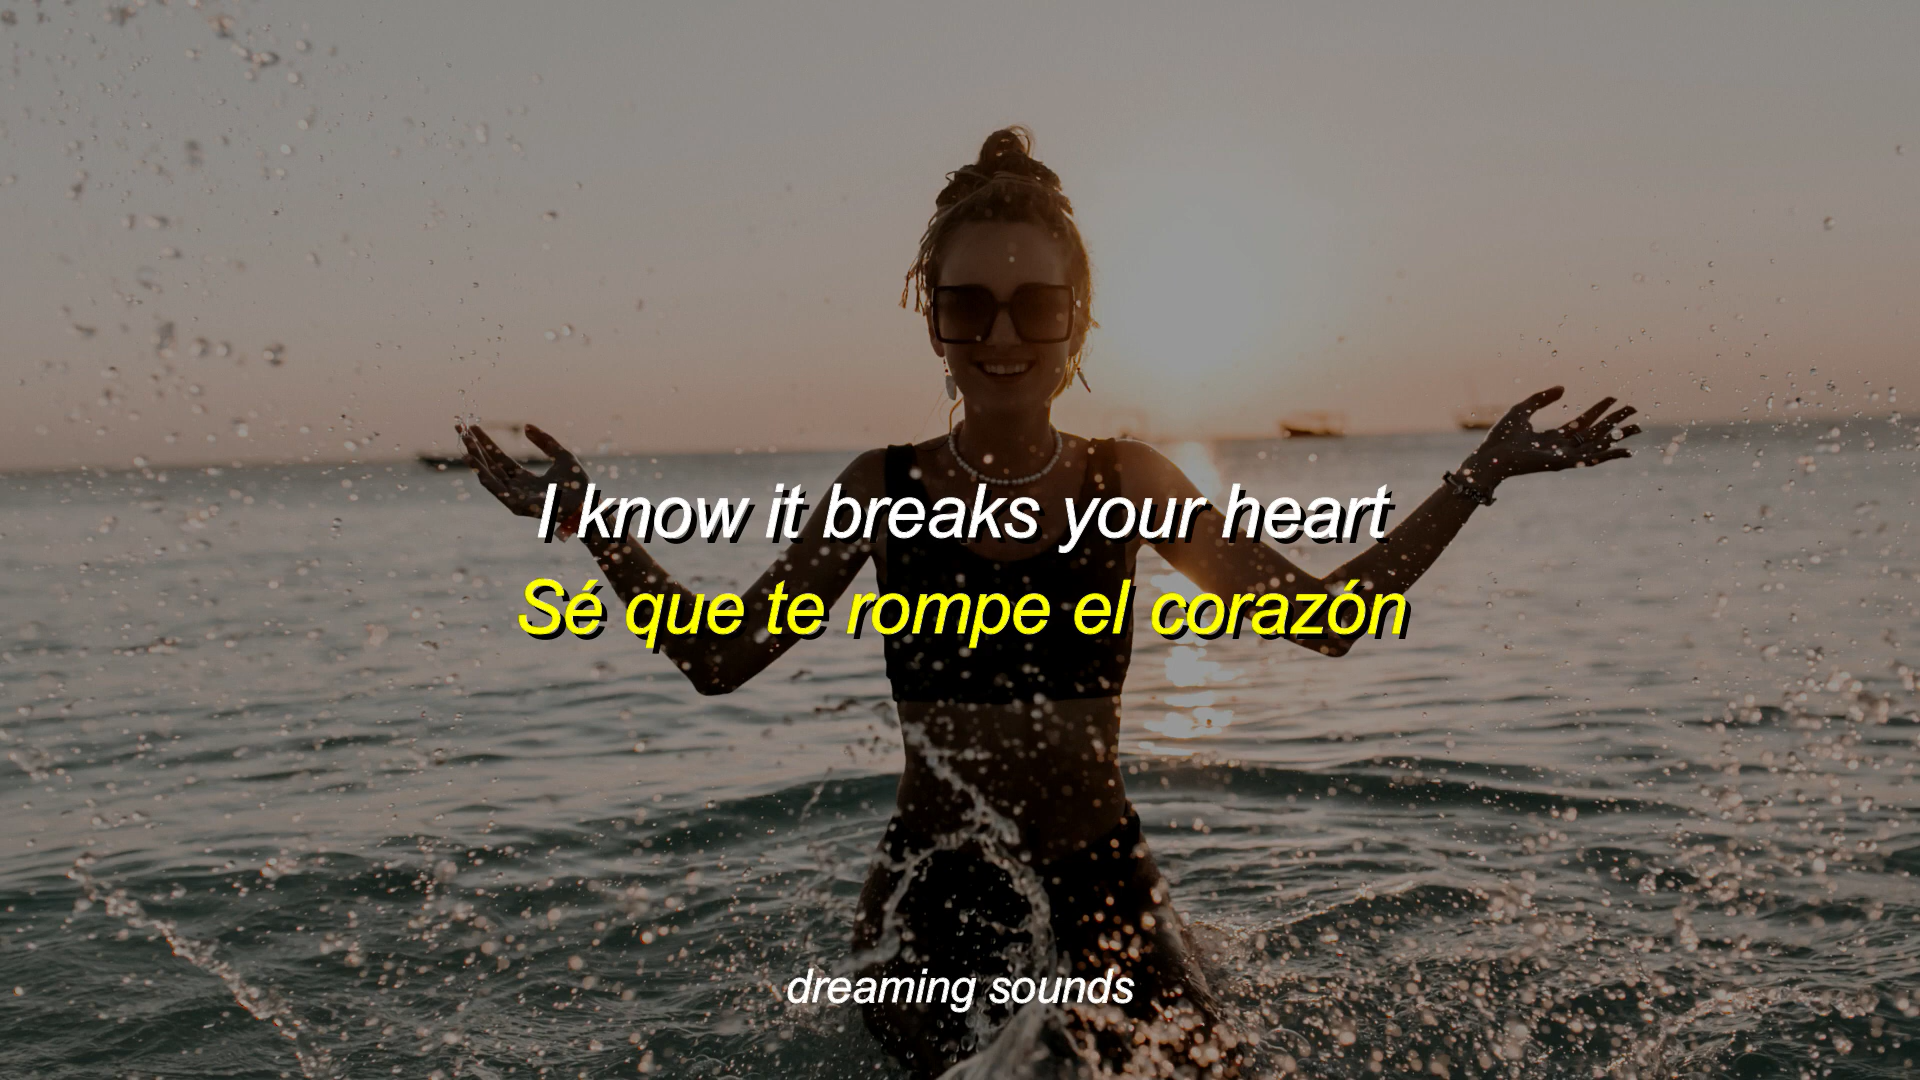 I know it breaks your heart
Sé que te rompe el corazón
dreaming sounds